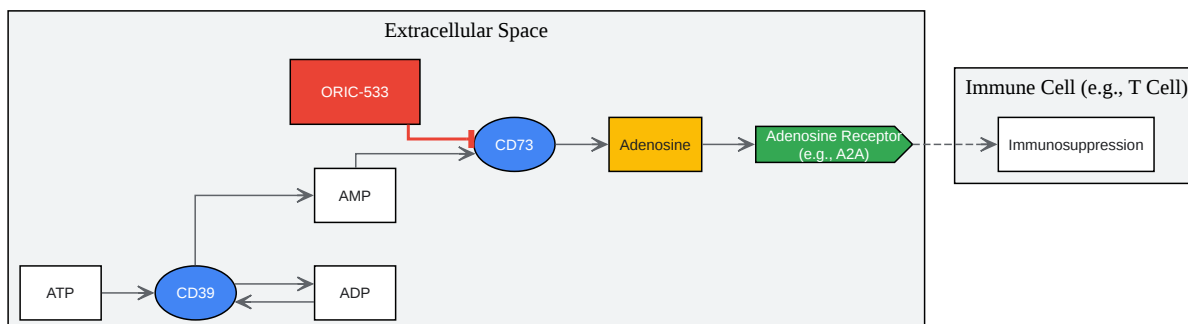 Extracellular Space
Immune Cell (e.g., T Cell)
ORIC-533
CD73
Adenosine
Adenosine Receptor
(e.g., A2A)
Immunosuppression
AMP
ATP
CD39
ADP